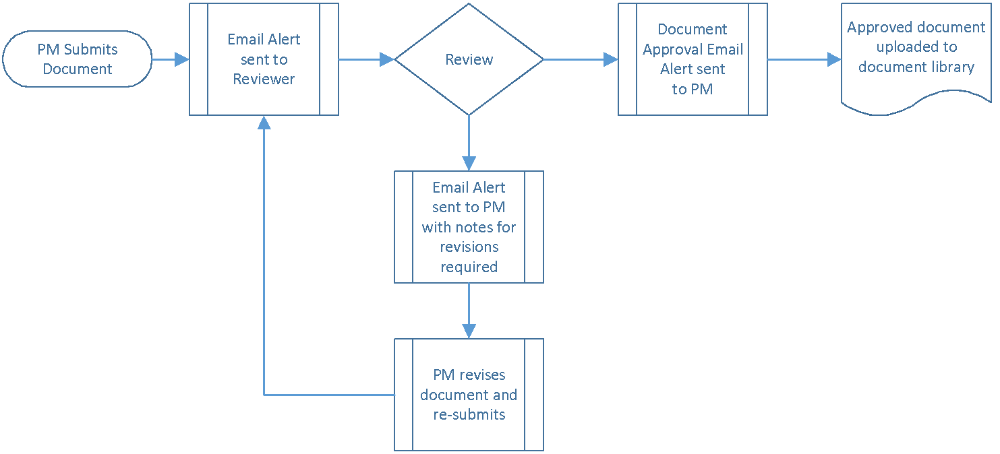 PM Submits
Document
Email Alert
sent to
Reviewer
Review
Document
Approval Email
Alert sent
to PM
Approved document
uploaded to
document library
Email Alert
sent to PM
with notes for
revisions
required
PM revises
document and
re-submits